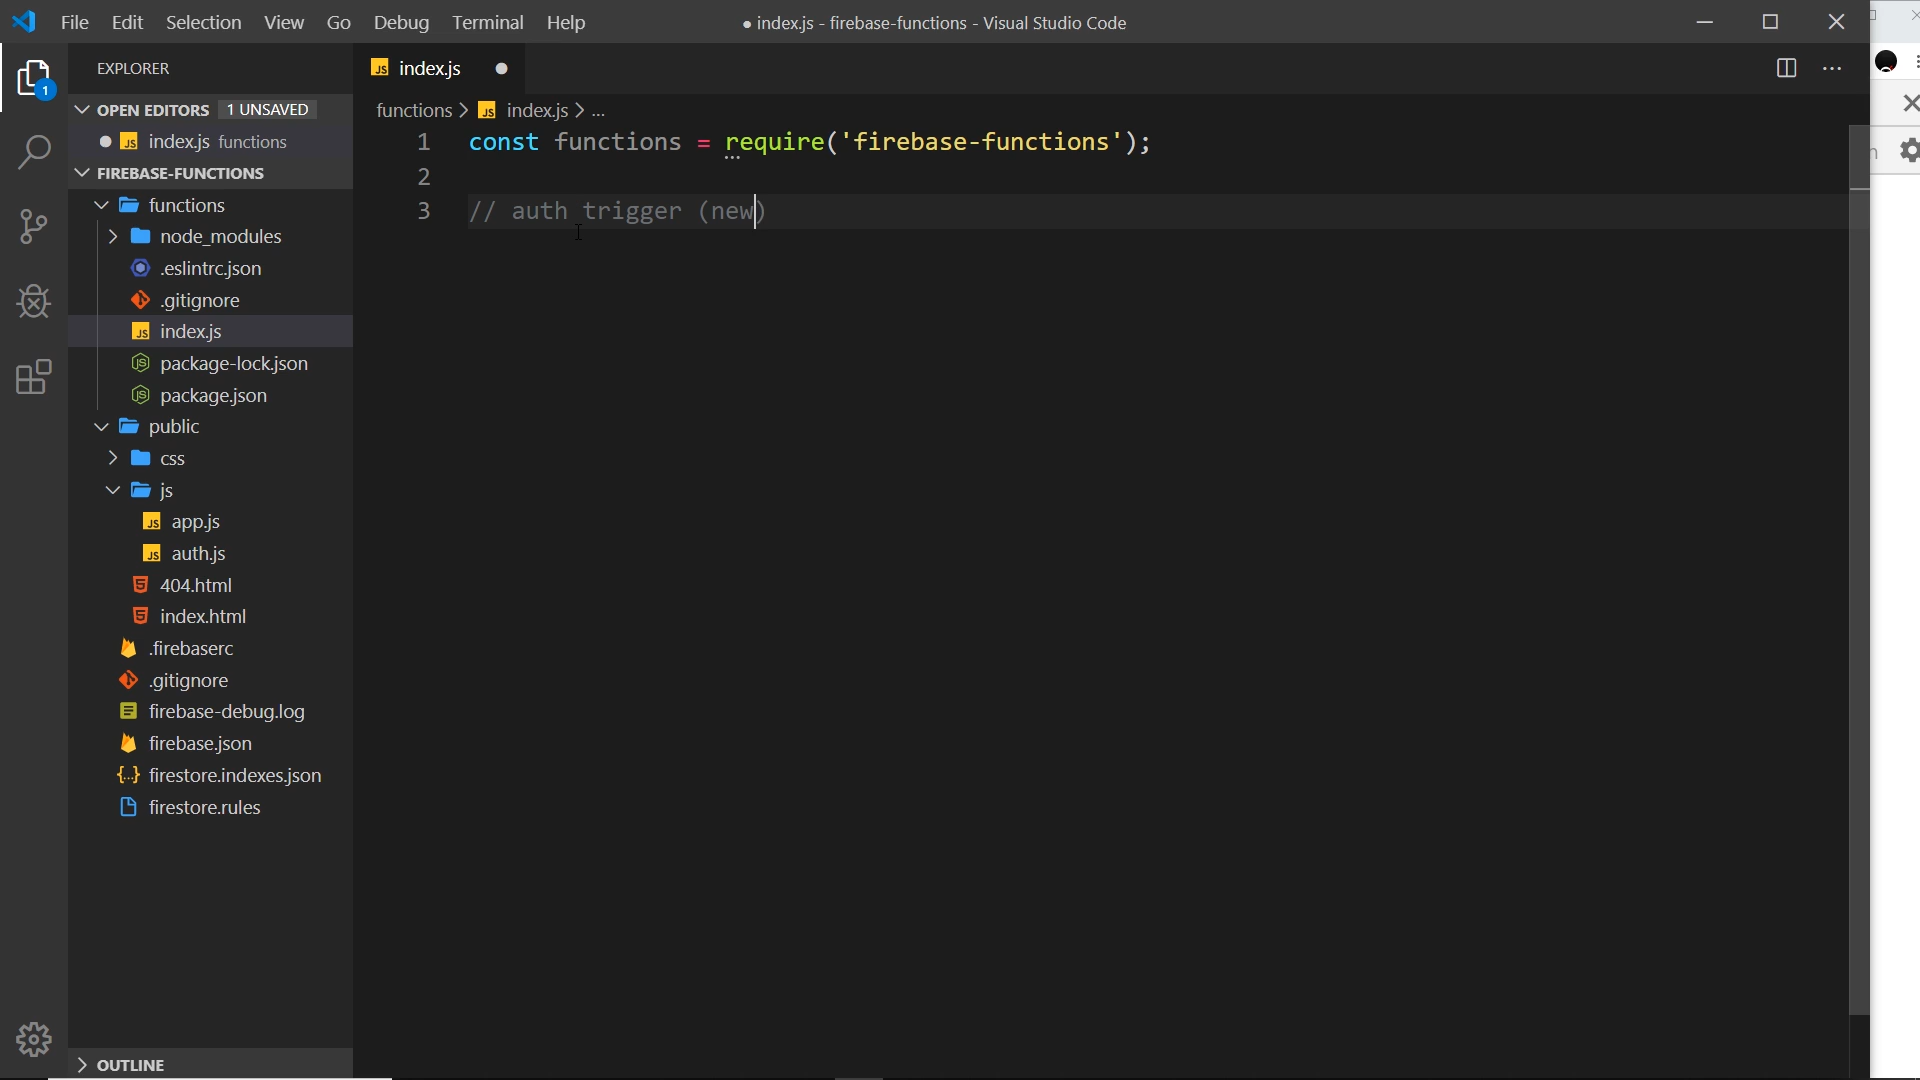 File Edit Selection View Go Debug Terminal Help
● index.js - firebase-functions - Visual Studio Code
EXPLORER
OPEN EDITORS 1 UNSAVED
index.js functions
FIREBASE-FUNCTIONS
functions
node_modules
.eslintrc.json
.gitignore
index.js
package-lock.json
package.json
public
css
js
app.js
auth.js
404.html
index.html
.firebaserc
.gitignore
firebase-debug.log
firebase.json
firestore.indexes.json
firestore.rules
OUTLINE
1
index.js
functions > index.js > ...
1 const functions = require('firebase-functions');
2
3 // auth trigger (new)